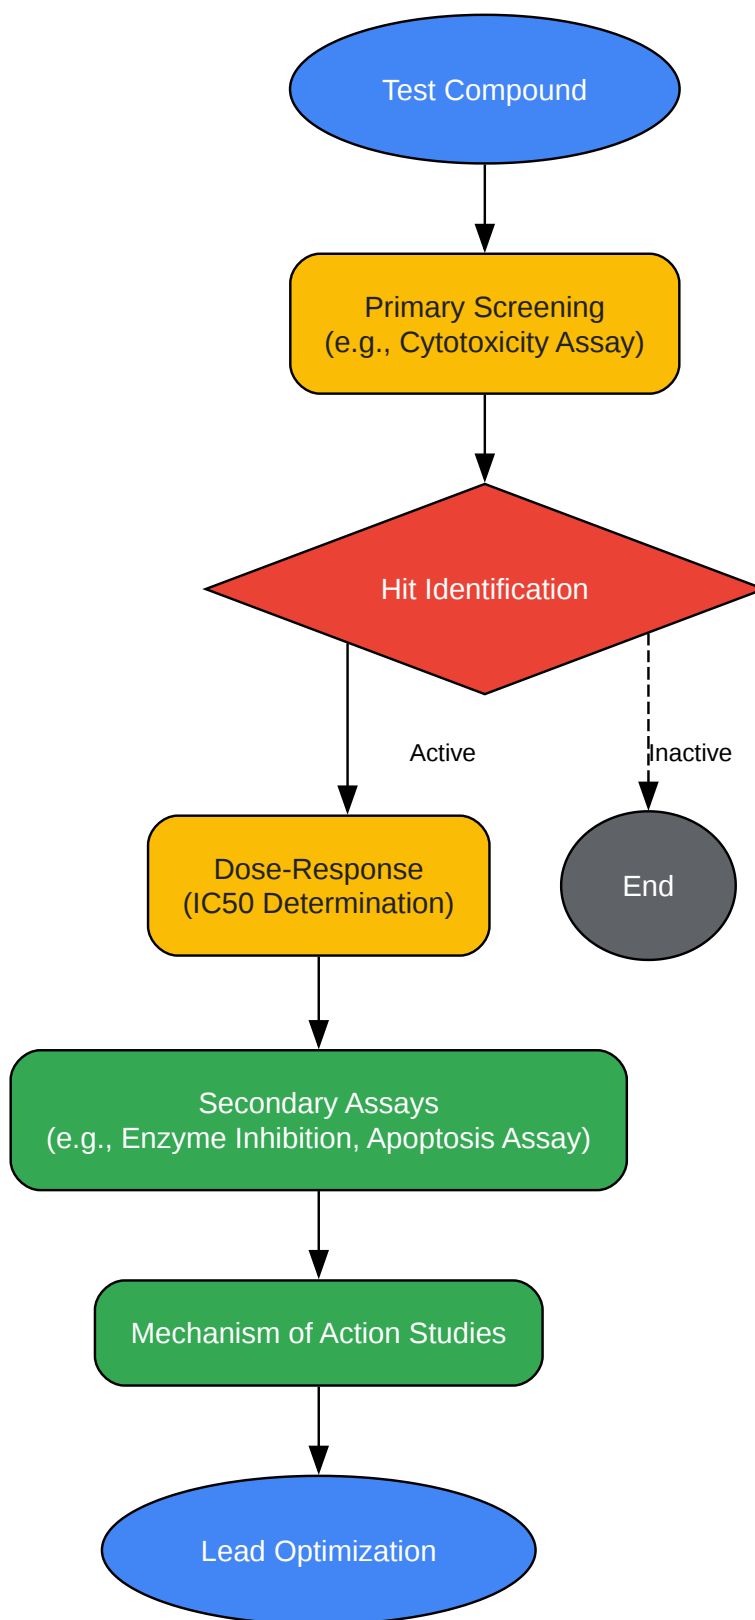 Test Compound
Primary Screening
(e.g., Cytotoxicity Assay)
Hit Identification
Active
Inactive
Dose-Response
(IC50 Determination)
End
Secondary Assays
(e.g., Enzyme Inhibition, Apoptosis Assay)
Mechanism of Action Studies
Lead Optimization